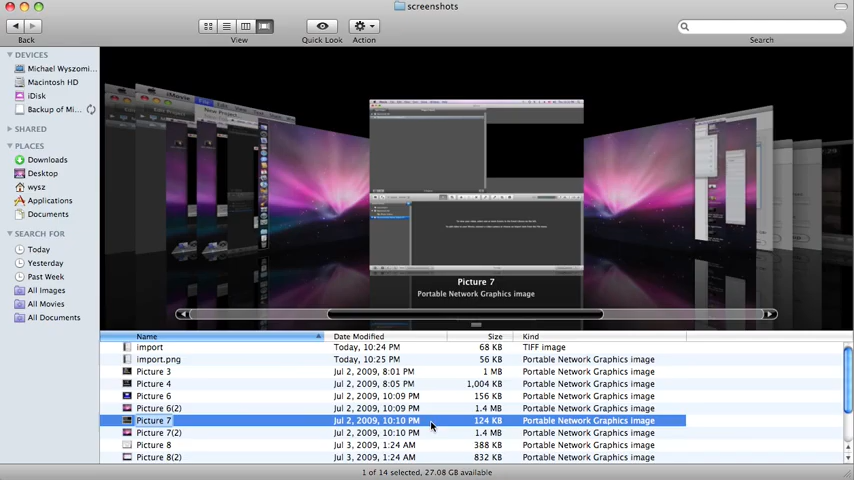 screenshots
Back
View
Quick Look
Action
Search
DEVICES
Michael Wyszomi...
Macintosh HD
iDisk
Backup of Mi...
SHARED
PLACES
Downloads
Desktop
wysz
Applications
Documents
SEARCH FOR
Today
Yesterday
Past Week
All Images
All Movies
All Documents
Picture 7
Portable Network Graphics image
Name Date Modified Size Kind
import Today, 10:24 PM 68 KB TIFF image
import.png Today, 10:25 PM 56 KB Portable Network Graphics image
Picture 3 Jul 2, 2009, 8:01 PM 1 MB Portable Network Graphics image
Picture 4 Jul 2, 2009, 8:05 PM 1,004 KB Portable Network Graphics image
Picture 6 Jul 2, 2009, 10:09 PM 156 KB Portable Network Graphics image
Picture 6(2) Jul 2, 2009, 10:09 PM 1.4 MB Portable Network Graphics image
Picture 7 Jul 2, 2009, 10:10 PM 124 KB Portable Network Graphics image
Picture 7(2) Jul 2, 2009, 10:10 PM 1.4 MB Portable Network Graphics image
Picture 8 Jul 3, 2009, 1:24 AM 388 KB Portable Network Graphics image
Picture 8(2) Jul 3, 2009, 1:24 AM 832 KB Portable Network Graphics image
1 of 14 selected, 27.08 GB available